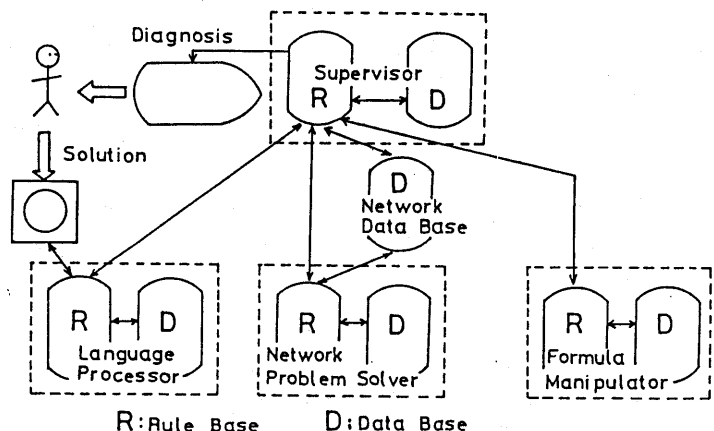 Diagnosis
Supervisor
R
D
Solution
D
Network
Data Base
R
D
Language
Processor
R
D
Network
Problem Solver
R
D
Formula
Manipulator
R:Rule Base
D:Data Base